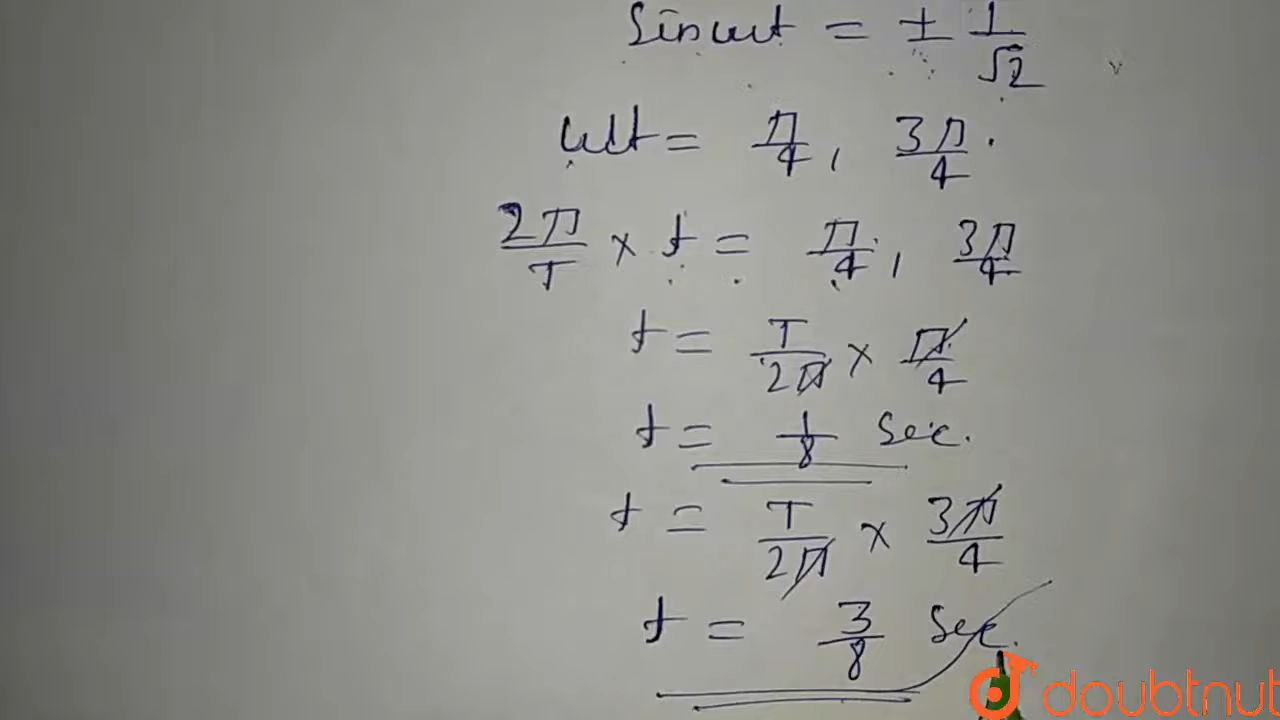 Sin ωt = ± 1/√2
ωt = π/4, 3π/4.
2π/T × t = π/4, 3π/4
t = T/2π × π/4
t = 1/8 Sec.
t = T/2π × 3π/4
t = 3/8 Sec.
doubtnut